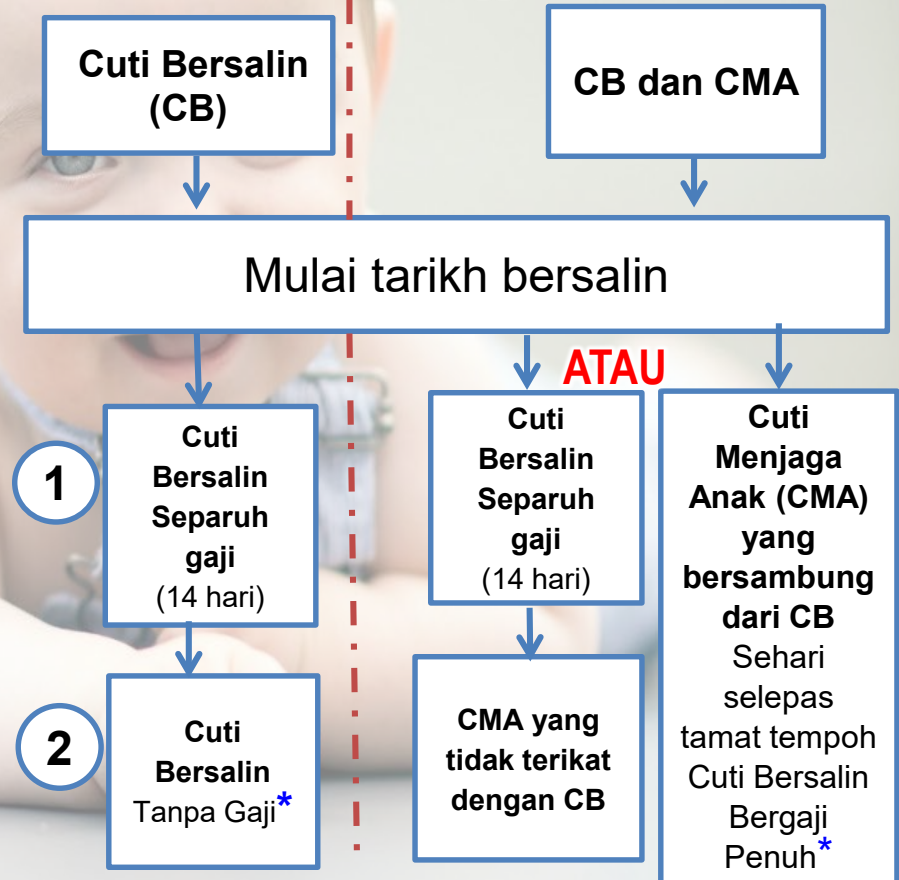 Cuti Bersalin
(CB)
CB dan CMA
Mulai tarikh bersalin
ATAU
1
Cuti
Bersalin
Separuh
gaji
(14 hari)
Cuti
Bersalin
Separuh
gaji
(14 hari)
Cuti
Menjaga
Anak (CMA)
yang
bersambung
dari CB
Sehari
selepas
tamat tempoh
Cuti Bersalin
Bergaji
Penuh*
2
Cuti
Bersalin
Tanpa Gaji*
CMA yang
tidak terikat
dengan CB